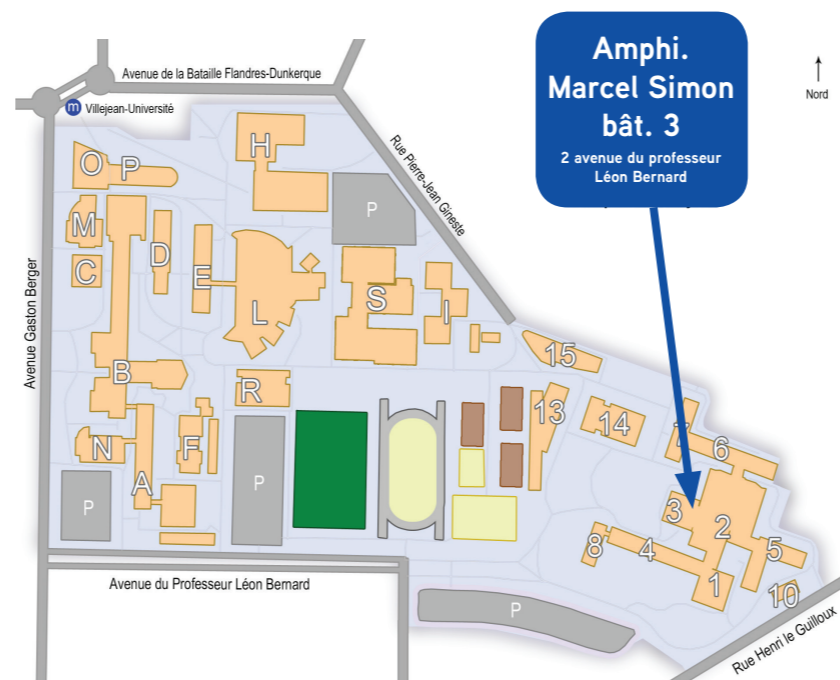 Amphi.
Marcel Simon
bât. 3
2 avenue du professeur
Léon Bernard
Nord
Avenue de la Bataille Flandres-Dunkerque
m Villejean-Université
Rue Pierre-Jean Gineste
Avenue Gaston Berger
H
O
P
P
M
D
E
C
L
S
I
15
B
R
13
14
7
6
N
F
A
P
P
3
2
8
4
5
1
10
Avenue du Professeur Léon Bernard
P
Rue Henri le Guilloux